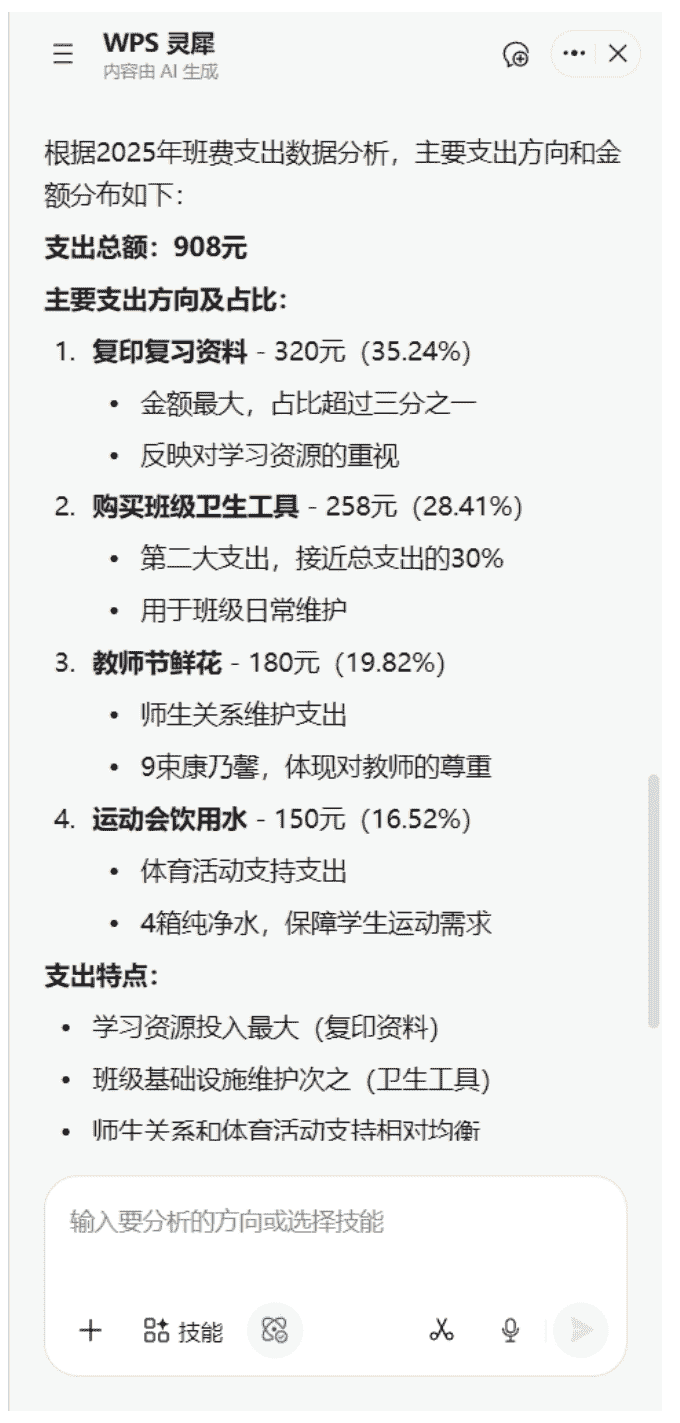 WPS 灵犀
内容由 AI 生成
根据2025年班费支出数据分析，主要支出方向和金
额分布如下：
支出总额：908元
主要支出方向及占比：
1. 复印复习资料 - 320元（35.24%）
• 金额最大，占比超过三分之一
• 反映对学习资源的重视
2. 购买班级卫生工具 - 258元（28.41%）
• 第二大支出，接近总支出的30%
• 用于班级日常维护
3. 教师节鲜花 - 180元（19.82%）
• 师生关系维护支出
• 9束康乃馨，体现对教师的尊重
4. 运动会饮用水 - 150元（16.52%）
• 体育活动支持支出
• 4箱纯净水，保障学生运动需求
支出特点：
• 学习资源投入最大（复印资料）
• 班级基础设施维护次之（卫生工具）
• 师生关系和体育活动支持相对均衡
输入要分析的方向或选择技能
技能